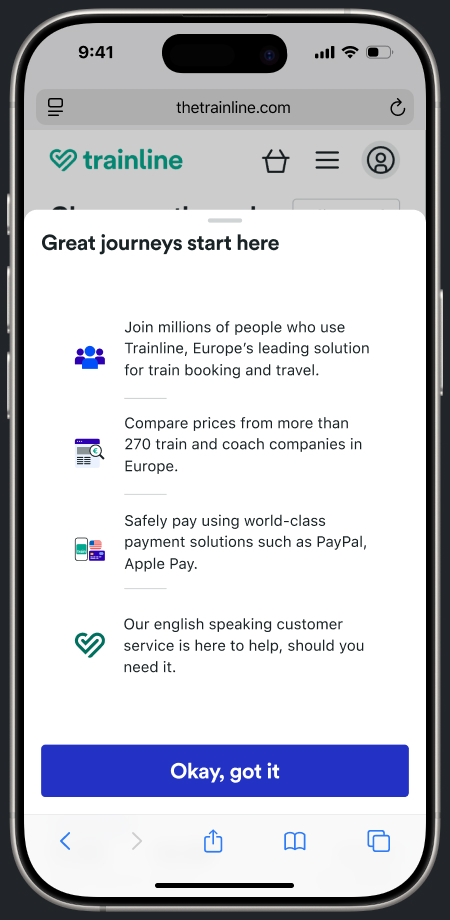 9:41
thetrainline.com
trainline
Great journeys start here
Join millions of people who use
Trainline, Europe’s leading solution
for train booking and travel.
Compare prices from more than
270 train and coach companies in
Europe.
Safely pay using world-class
payment solutions such as PayPal,
Apple Pay.
Our english speaking customer
service is here to help, should you
need it.
Okay, got it